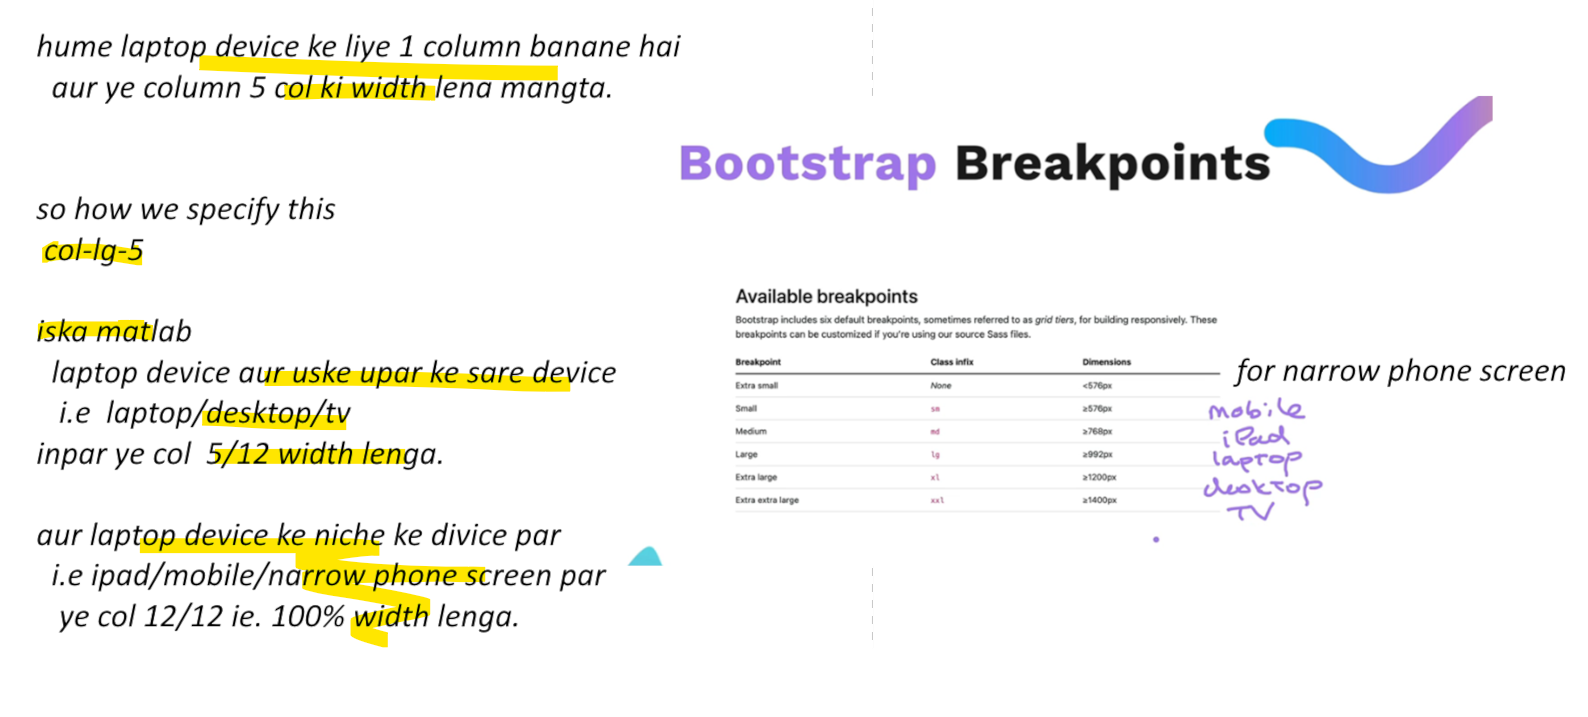 hume laptop device ke liye 1 column banane hai
aur ye column 5 col ki width lena mangta.
so how we specify this
col-lg-5
iska matlab
laptop device aur uske upar ke sare device
i.e laptop/desktop/tv
inpar ye col 5/12 width lenga.
aur laptop device ke niche ke divice par
i.e ipad/mobile/narrow phone screen par
ye col 12/12 ie. 100% width lenga.
Bootstrap Breakpoints
Available breakpoints
Bootstrap includes six default breakpoints, sometimes referred to as grid tiers, for building responsively. These
breakpoints can be customized if you're using our source Sass files.
Breakpoint Class infix Dimensions
Extra small None <576px for narrow phone screen
Small sm ≥576px mobile
Medium md ≥768px iPad
Large lg ≥992px laptop
Extra large xl ≥1200px desktop
Extra extra large xxl ≥1400px TV